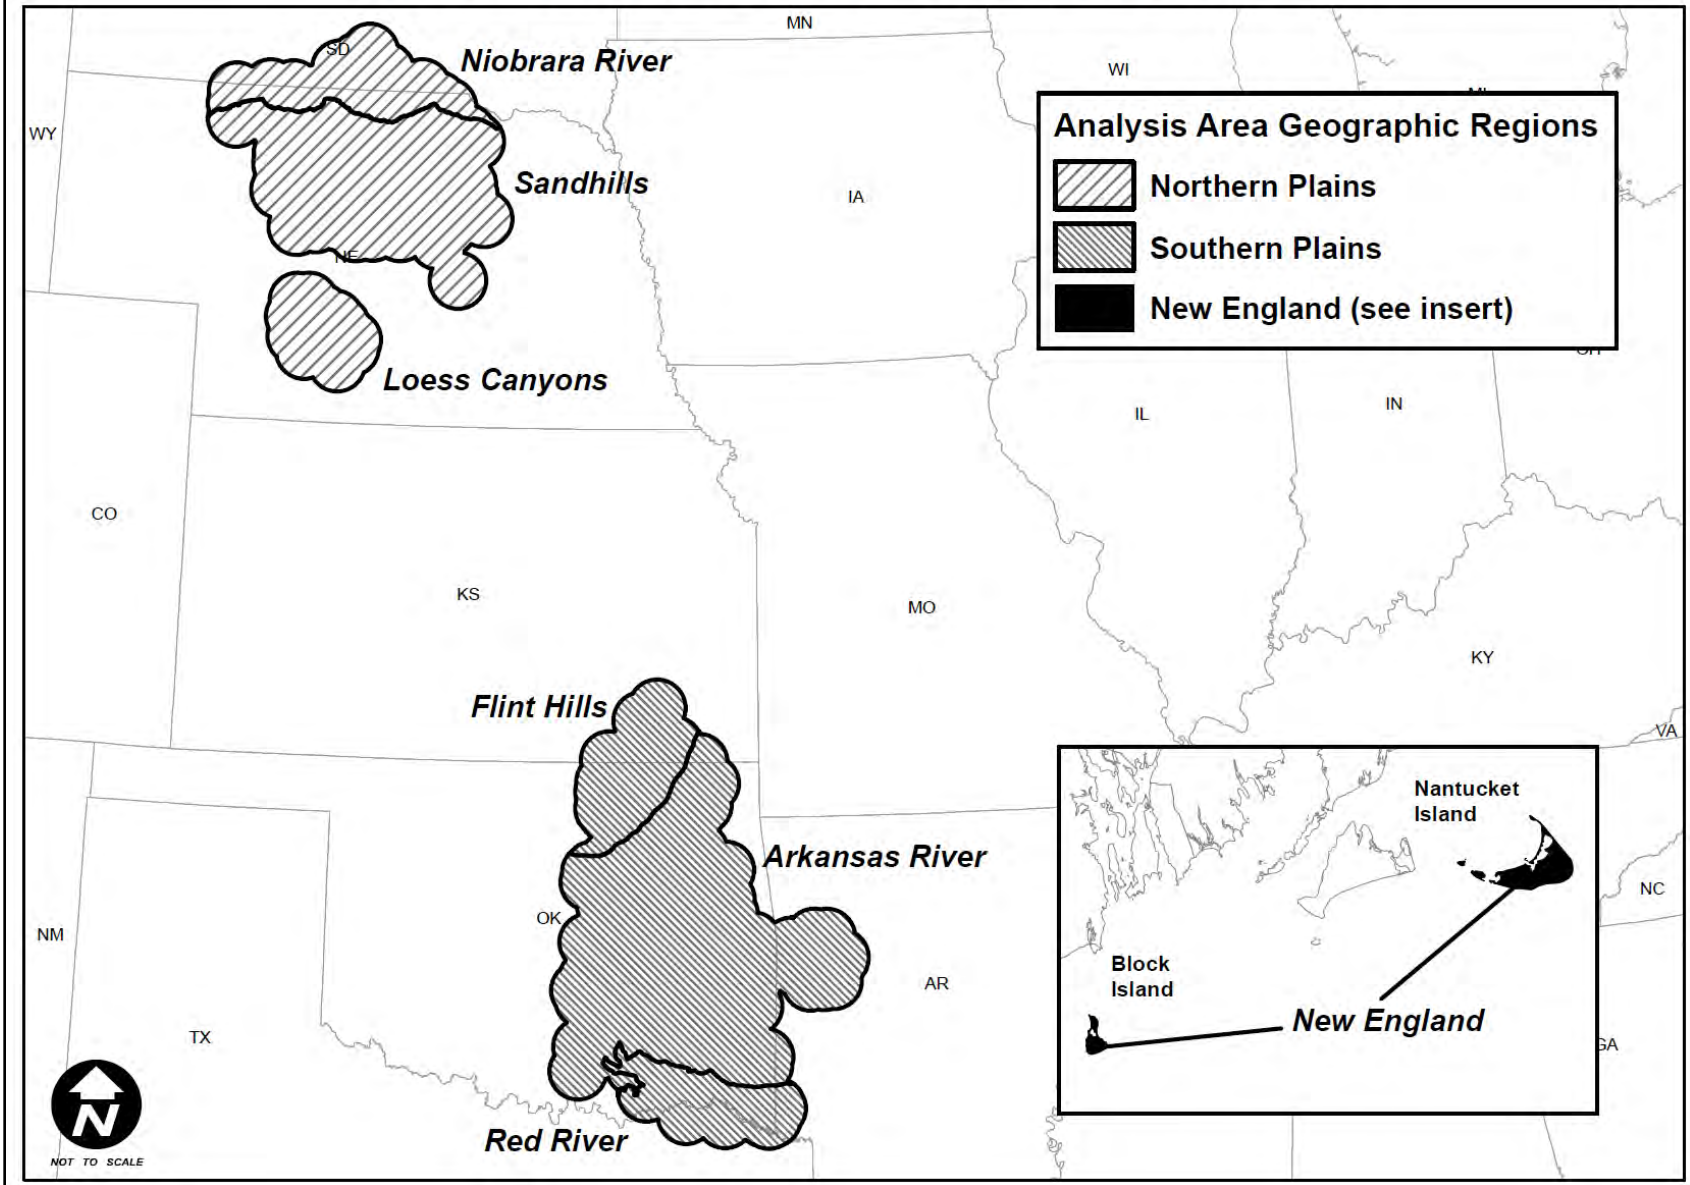 MN
SD
Niobrara River
WI
MI
WY
Analysis Area Geographic Regions
Northern Plains
Southern Plains
New England (see insert)
Sandhills
IA
NE
OH
Loess Canyons
IL
IN
CO
KS
MO
KY
Flint Hills
VA
Nantucket
Island
Arkansas River
NC
OK
NM
Block
Island
AR
New England
TX
GA
N
Red River
NOT TO SCALE